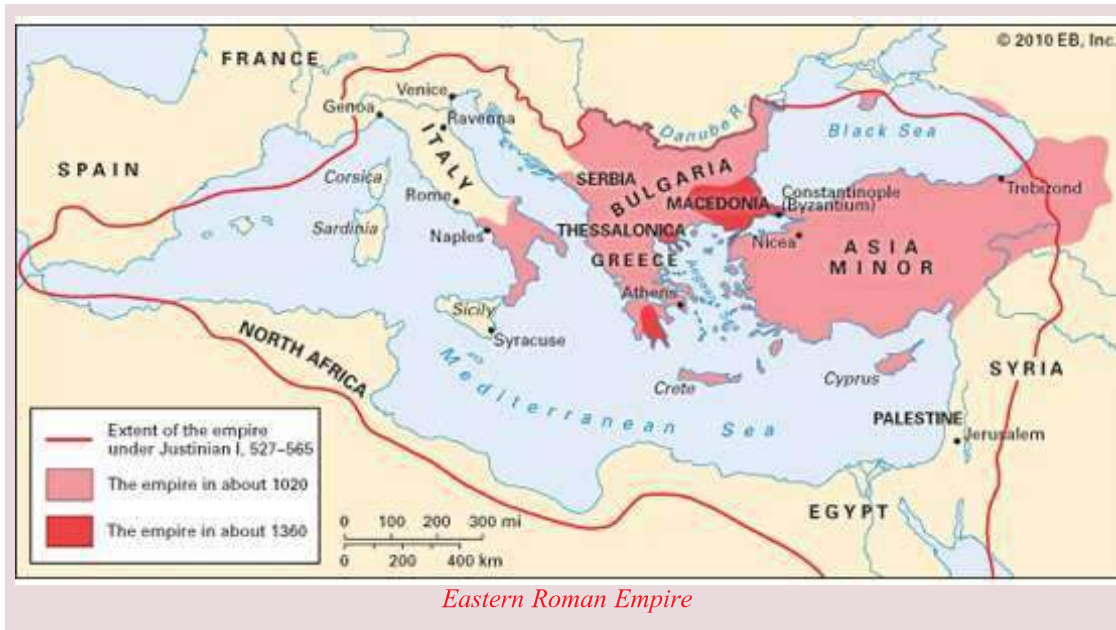 © 2010 EB, Inc.
FRANCE
Venice
Genoa
Ravenna
Danube R.
Black Sea
ITALY
SPAIN
Corsica
SERBIA
BULGARIA
Trebizond
Rome
MACEDONIA
Constantinople
(Byzantium)
Sardinia
Naples
THESSALONICA
Nicea
ASIA
MINOR
GREECE
Athens
Sicily
Syracuse
NORTH AFRICA
Crete
Cyprus
SYRIA
Mediterranean Sea
PALESTINE
Jerusalem
EGYPT
Extent of the empire
under Justinian I, 527–565
The empire in about 1020
The empire in about 1360
0 100 200 300 mi
0 200 400 km
Eastern Roman Empire